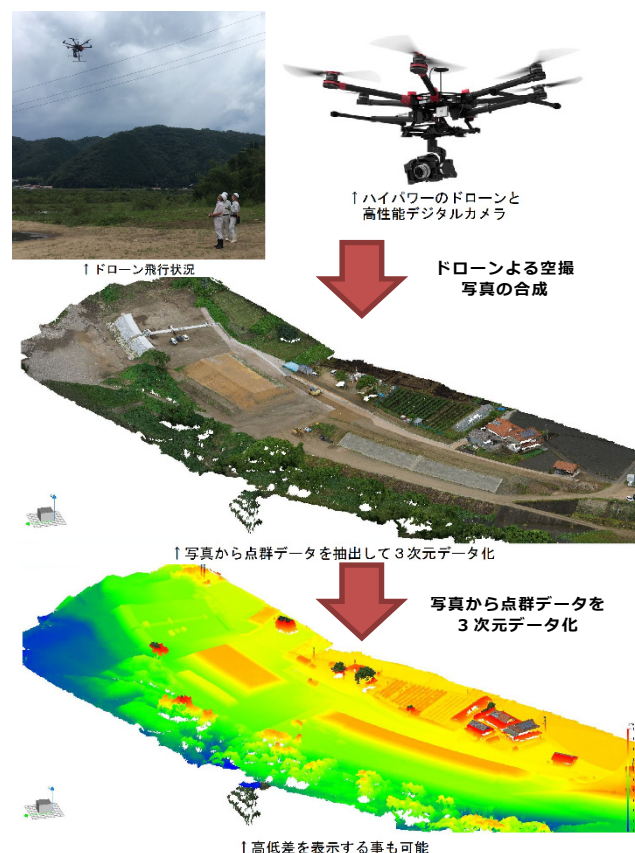 ↑ハイパワーのドローンと
高性能デジタルカメラ
↑ドローン飛行状況
ドローンよる空撮
写真の合成
↑写真から点群データを抽出して３次元データ化
写真から点群データを
３次元データ化
↑高低差を表示する事も可能